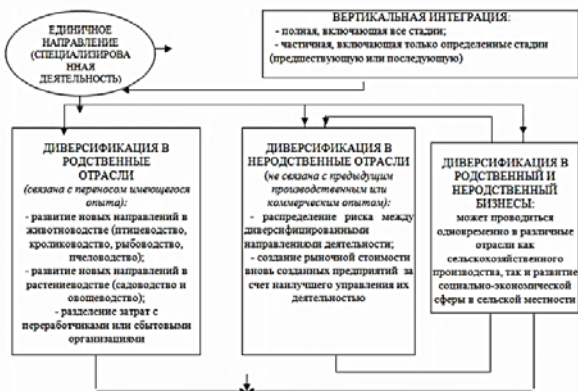 ЕДИНИЧНОЕ
НАПРАВЛЕНИЕ
(СПЕЦИАЛИЗИРОВА
ННАЯ
ДЕЯТЕЛЬНОСТЬ)
ВЕРТИКАЛЬНАЯ ИНТЕГРАЦИЯ:
- полная, включающая все стадии;
- частичная, включающая только определенные стадии
(предшествующую или последующую)
ДИВЕРСИФИКАЦИЯ В
РОДСТВЕННЫЕ
ОТРАСЛИ
(связана с переносом имеющегося
опыта):
- развитие новых направлений в
животноводстве (птицеводство,
кролиководство, рыбоводство,
пчеловодство);
- развитие новых направлений в
растениеводстве (садоводство и
овощеводство);
- разделение затрат с
переработчиками или сбытовыми
организациями
ДИВЕРСИФИКАЦИЯ В
НЕРОДСТВЕННЫЕ ОТРАСЛИ
(не связана с предыдущим
производственным или
коммерческим опытом):
- распределение риска между
диверсифицированными
направлениями деятельности;
- создание рыночной стоимости
вновь созданных предприятий за
счет наилучшего управления их
деятельностью
ДИВЕРСИФИКАЦИЯ В
РОДСТВЕННЫЙ И
НЕРОДСТВЕННЫЙ
БИЗНЕСЫ:
может проводиться
одновременно в различные
отрасли как
сельскохозяйственного
производства, так и развитие
социально-экономической
сферы в сельской местности